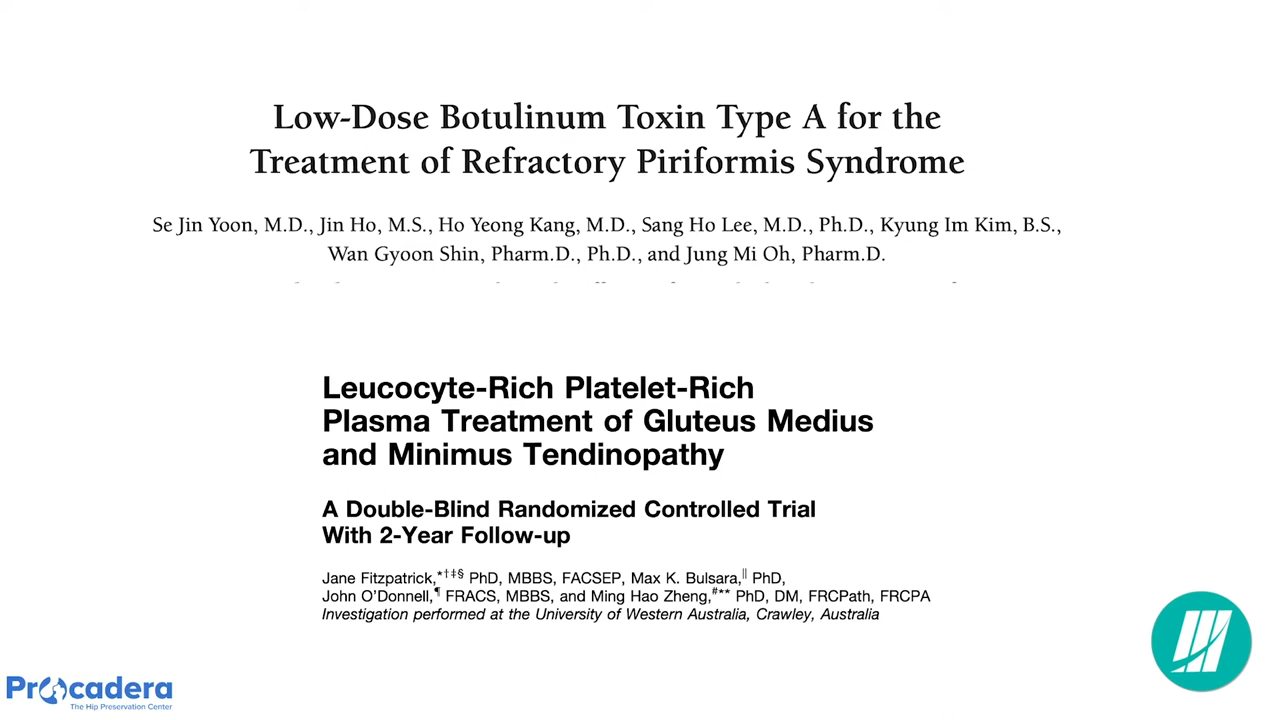 Low-Dose Botulinum Toxin Type A for the
Treatment of Refractory Piriformis Syndrome
Se Jin Yoon, M.D., Jin Ho, M.S., Ho Yeong Kang, M.D., Sang Ho Lee, M.D., Ph.D., Kyung Im Kim, B.S.,
Wan Gyoon Shin, Pharm.D., Ph.D., and Jung Mi Oh, Pharm.D.
Leucocyte-Rich Platelet-Rich
Plasma Treatment of Gluteus Medius
and Minimus Tendinopathy
A Double-Blind Randomized Controlled Trial
With 2-Year Follow-up
Jane Fitzpatrick,*†‡§ PhD, MBBS, FACSEP, Max K. Bulsara,|| PhD,
John O'Donnell,¶ FRACS, MBBS, and Ming Hao Zheng,#** PhD, DM, FRCPath, FRCPA
Investigation performed at the University of Western Australia, Crawley, Australia
Procadera
The Hip Preservation Center